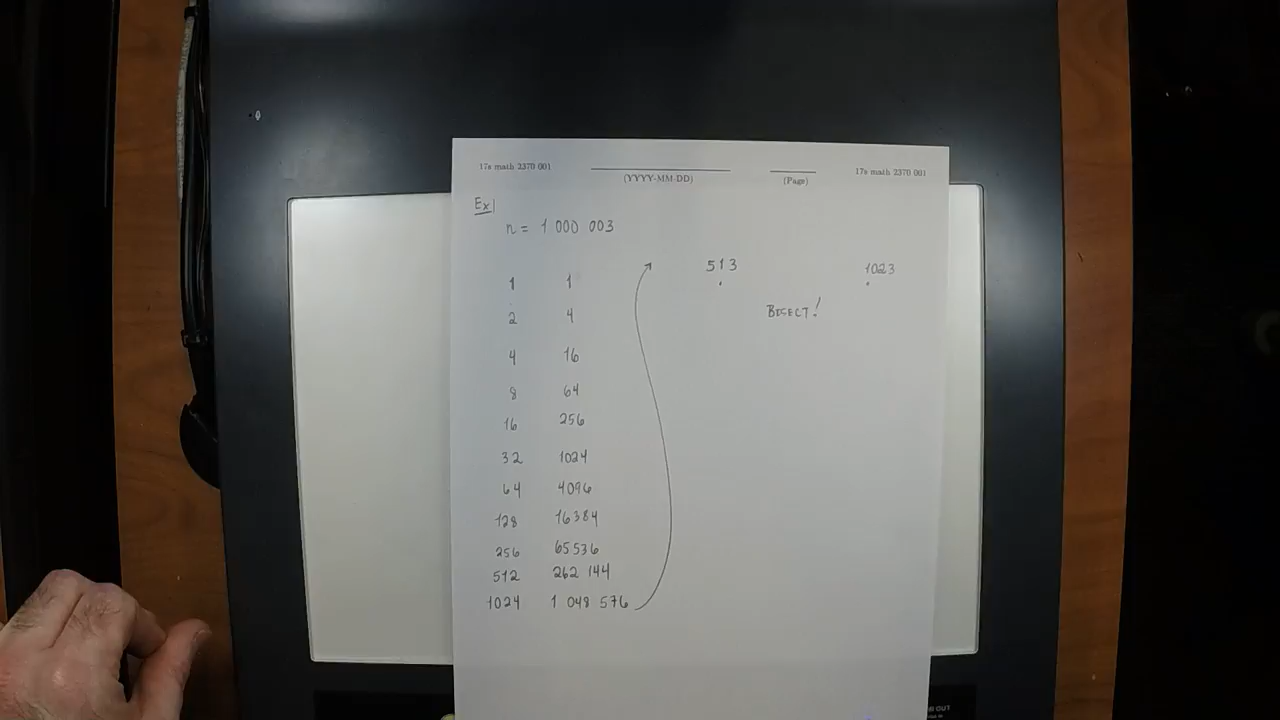 17s math 2370 001
(YYYY-MM-DD)
(Page)
17s math 2370 001
Ex
n = 1 000 003
1 1
2 4
4 16
8 64
16 256
32 1024
64 4096
128 16384
256 65536
512 262 144
1024 1 048 576
513 1023
BISECT!